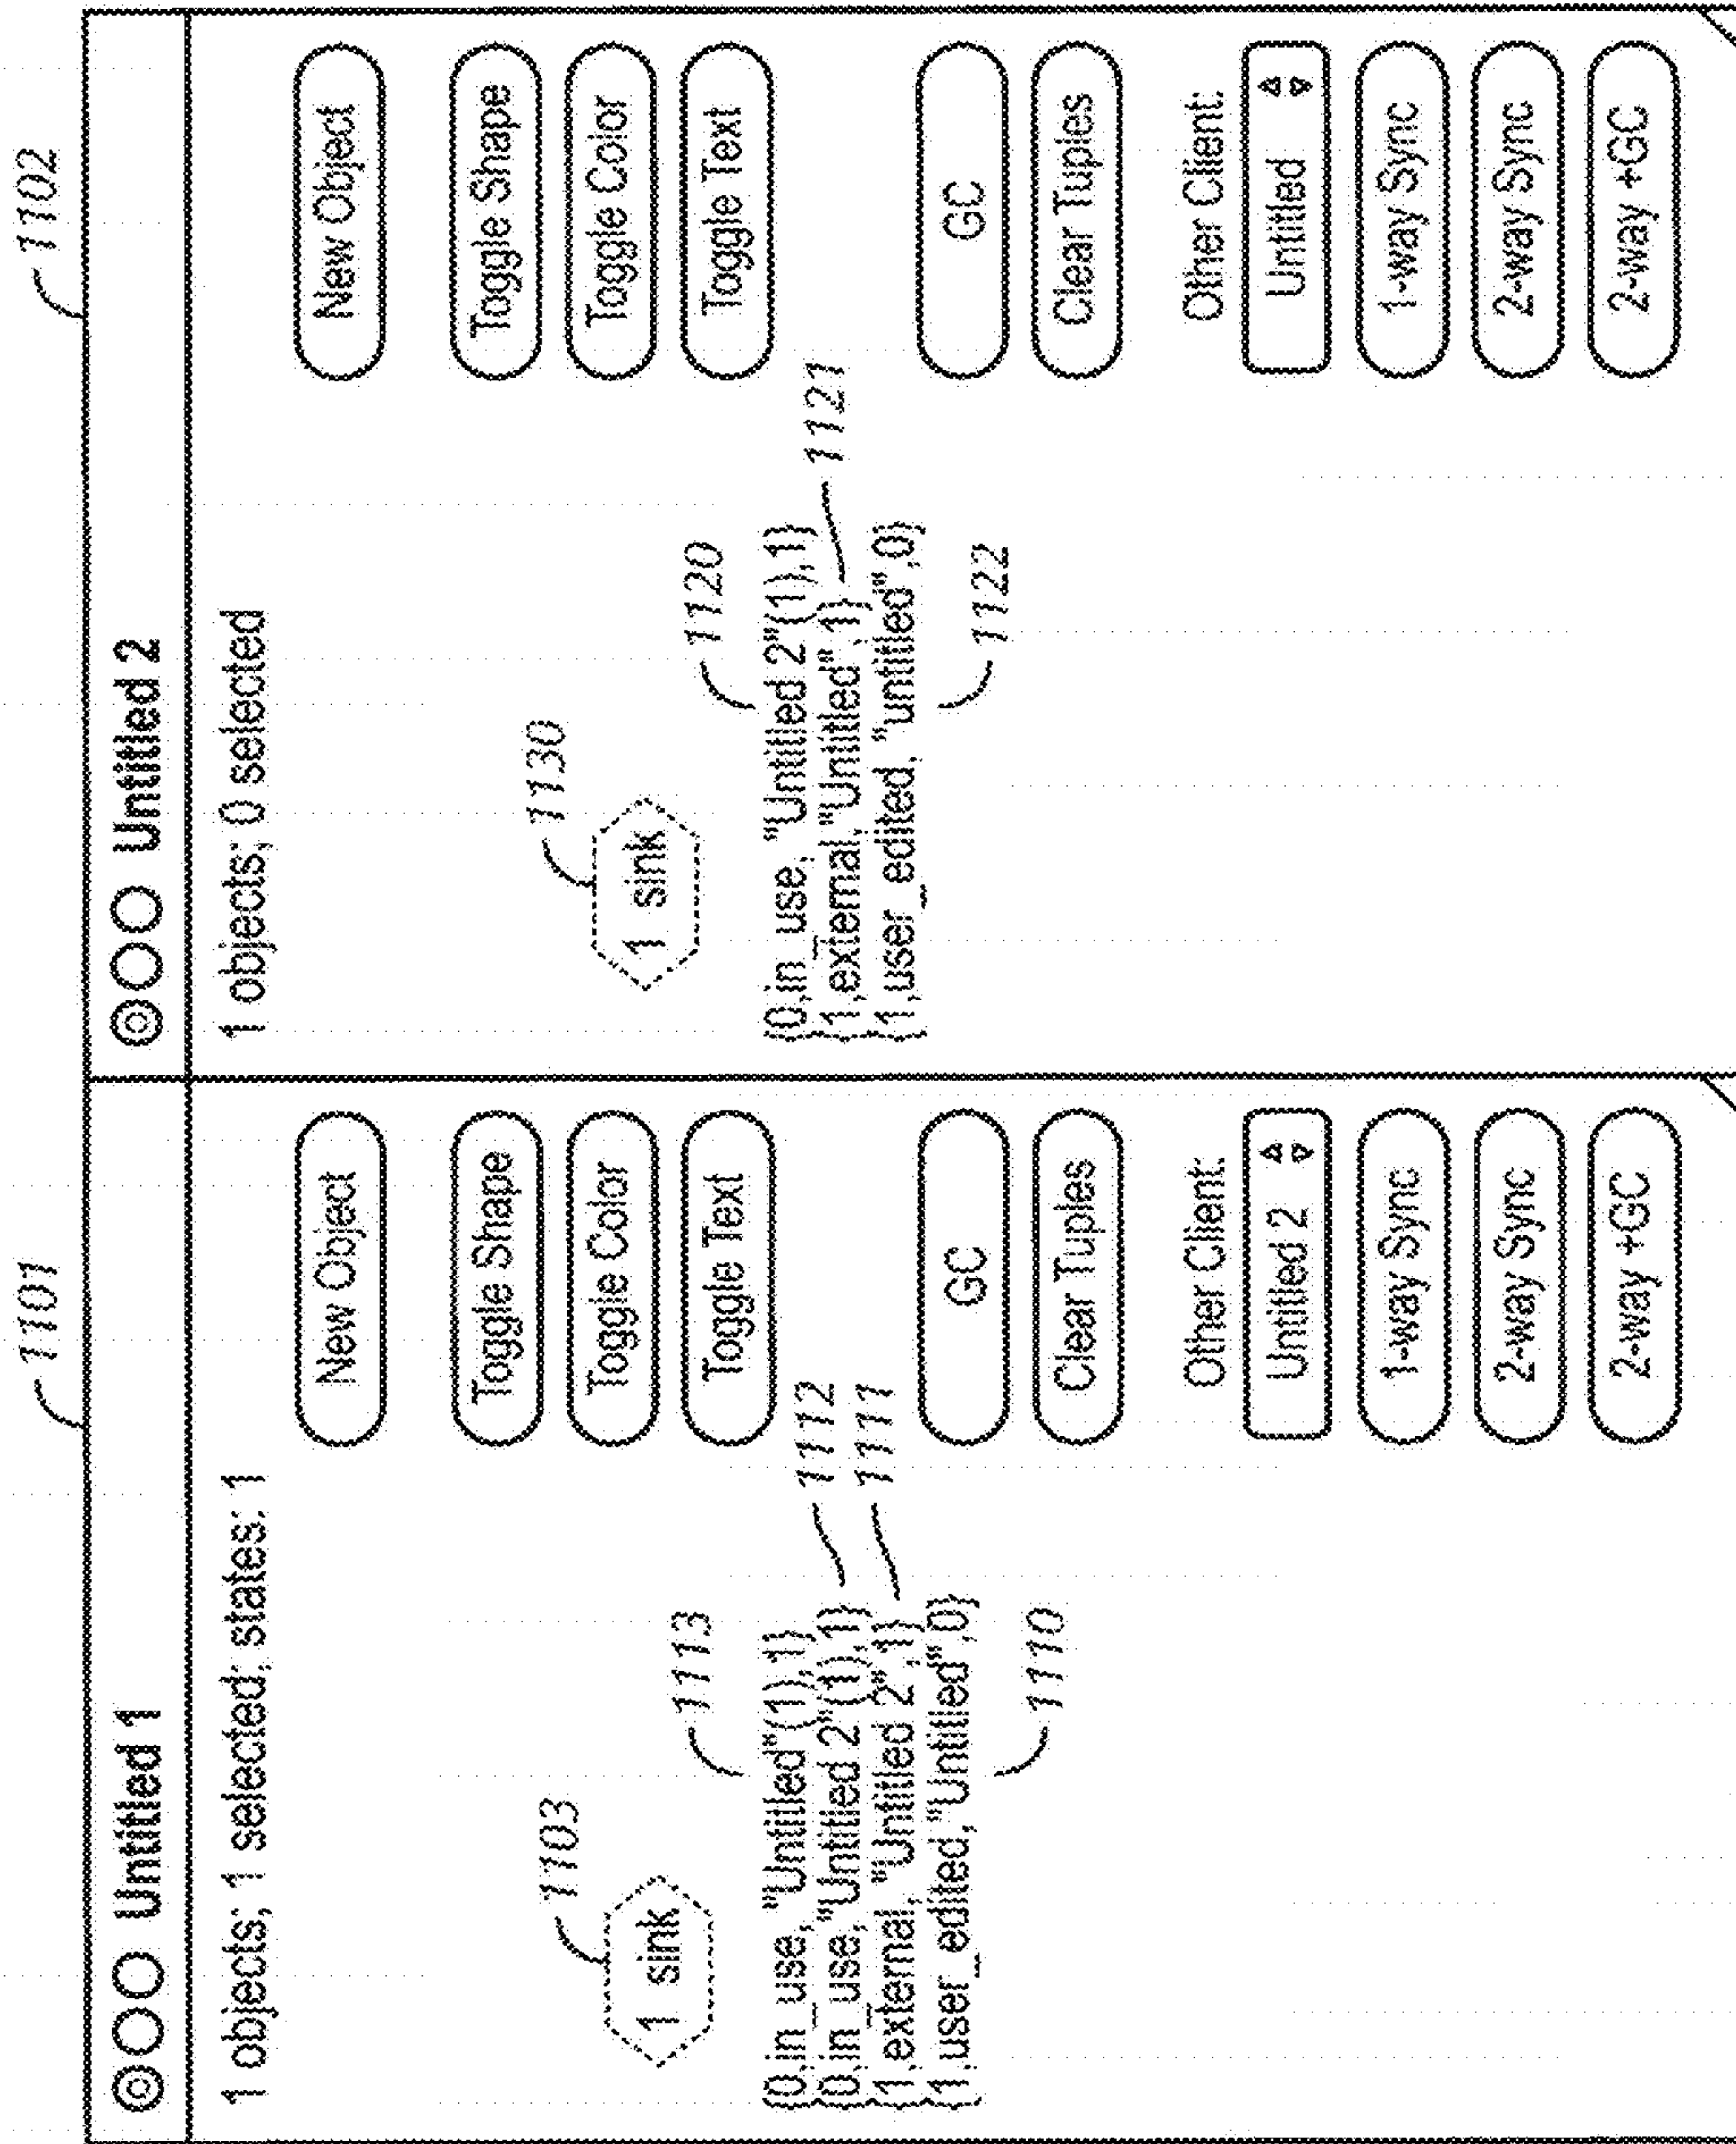 1101
Untitled 1
1 objects; 1 selected; states: 1
New Object
Toggle Shape
Toggle Color
Toggle Text
1103
1 sink
1113
{0,in_use,"Untitled"(1),1}
{0,in_use,"Untitled 2"(1),1}
1112
{1,external, "Untitled 2",1}
1111
{1,user_edited,"Untitled",0}
1110
GC
Clear Tuples
Other Client:
Untitled 2
1-way Sync
2-way Sync
2-way +GC
1102
Untitled 2
1 objects; 0 selected
New Object
Toggle Shape
Toggle Color
Toggle Text
1130
1 sink
1120
{0,in_use, "Untitled 2"(1),1}
{1,external,"Untitled",1}
1121
{1,user_edited, "untitled",0}
1122
GC
Clear Tuples
Other Client:
Untitled
1-way Sync
2-way Sync
2-way +GC